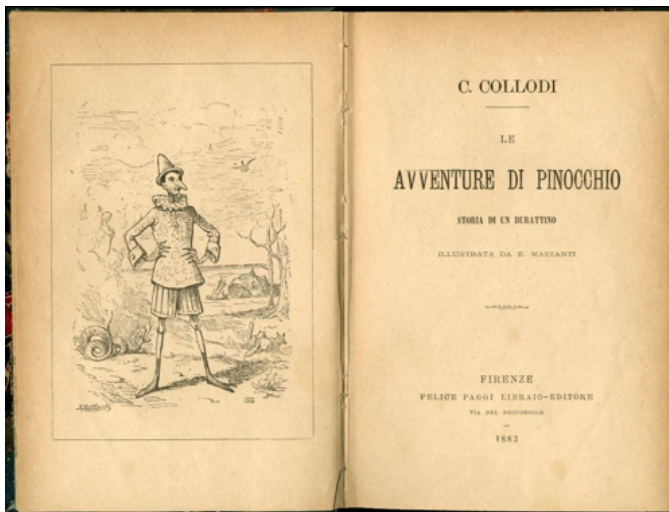 C. COLLODI
LE
AVVENTURE DI PINOCCHIO
STORIA DI UN BURATTINO
ILLUSTRATA DA E. MAZZANTI
FIRENZE
FELICE PAGGI LIBRAIO-EDITORE
VIA DEL PROCONSOLO
1883